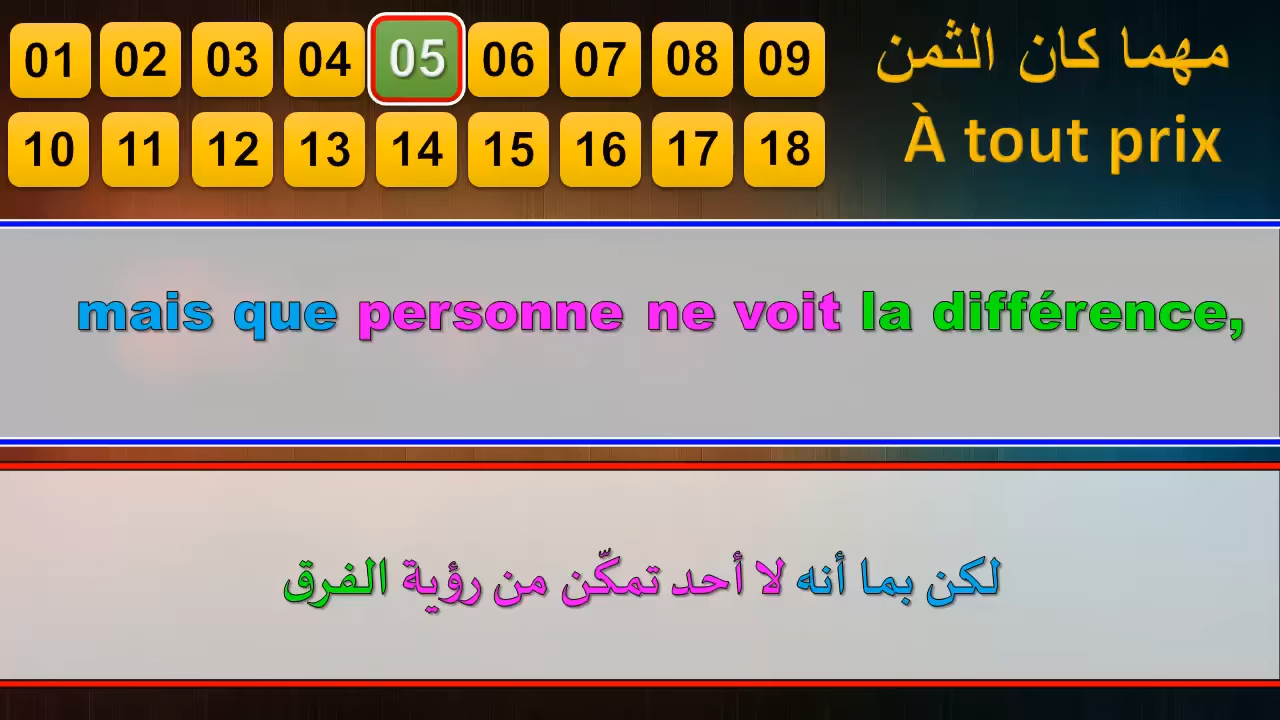 01 02 03 04 05 06 07 08 09
10 11 12 13 14 15 16 17 18
مهما كان الثمن
À tout prix
mais que personne ne voit la différence,
لكن بما أنه لا أحد تمكّن من رؤية الفرق